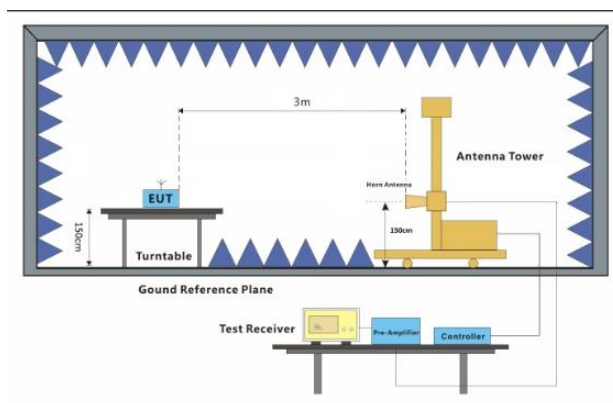 3m
Antenna Tower
Horn Antenna
EUT
150cm
150cm
Turntable
Gound Reference Plane
Test Receiver
Pre-Amplifier
Controller